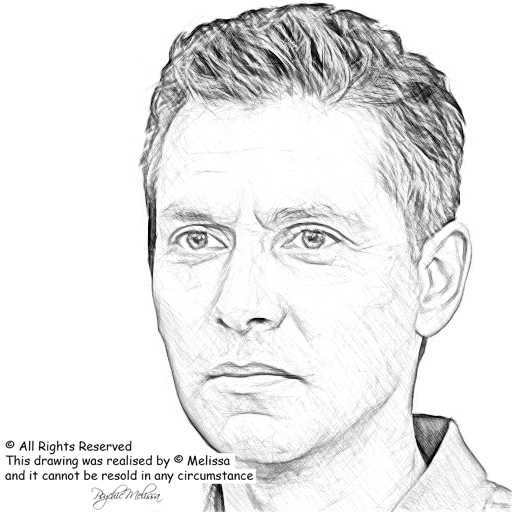 © All Rights Reserved
This drawing was realised by © Melissa
and it cannot be resold in any circumstance
Psychic Melissa